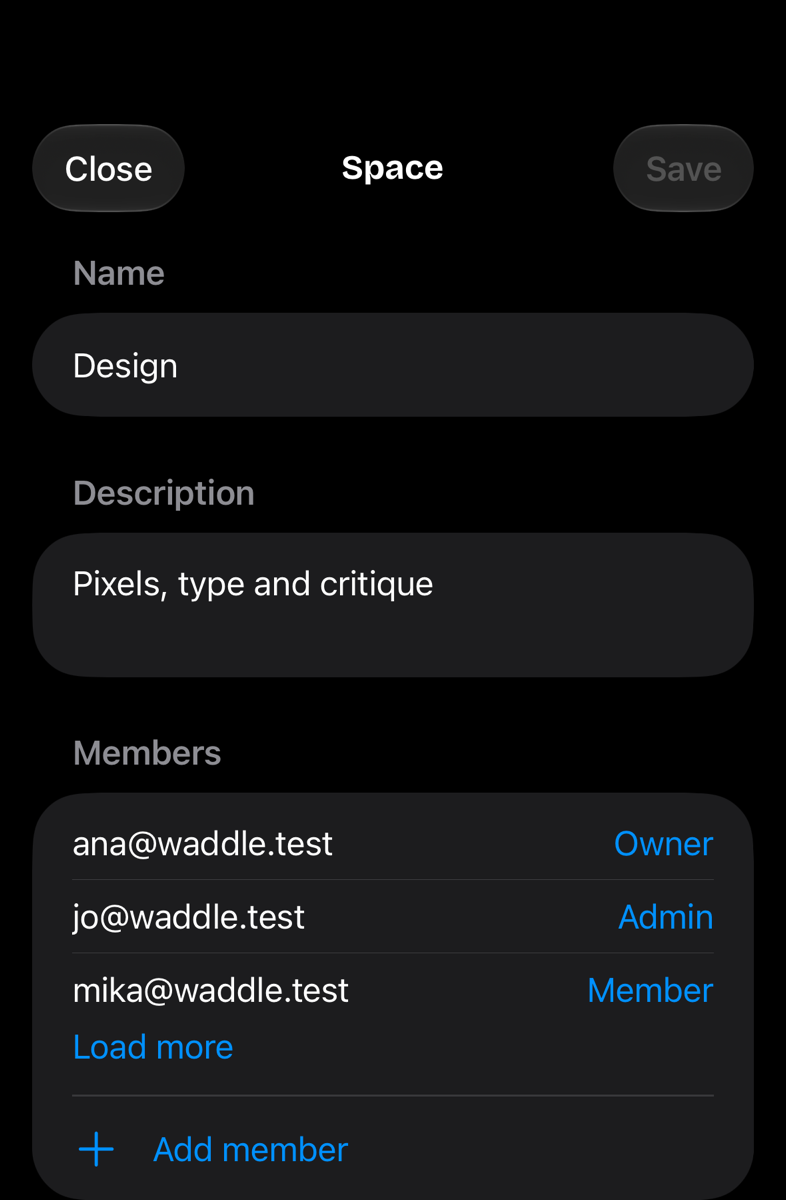 Close Space Save
Name
Design
Description
Pixels, type and critique
Members
ana@waddle.test Owner
jo@waddle.test Admin
mika@waddle.test Member
Load more
Add member